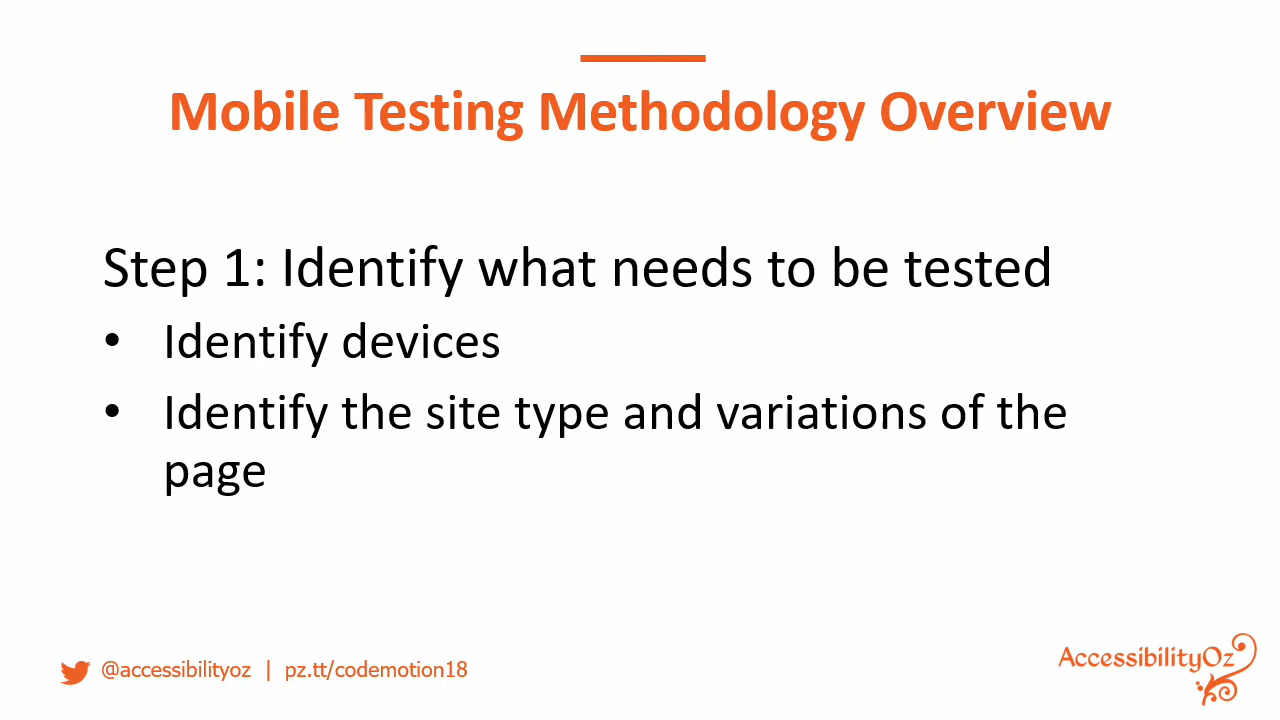 Mobile Testing Methodology Overview
Step 1: Identify what needs to be tested
• Identify devices
• Identify the site type and variations of the
page
@accessibilityoz | pz.tt/codemotion18
AccessibilityOz